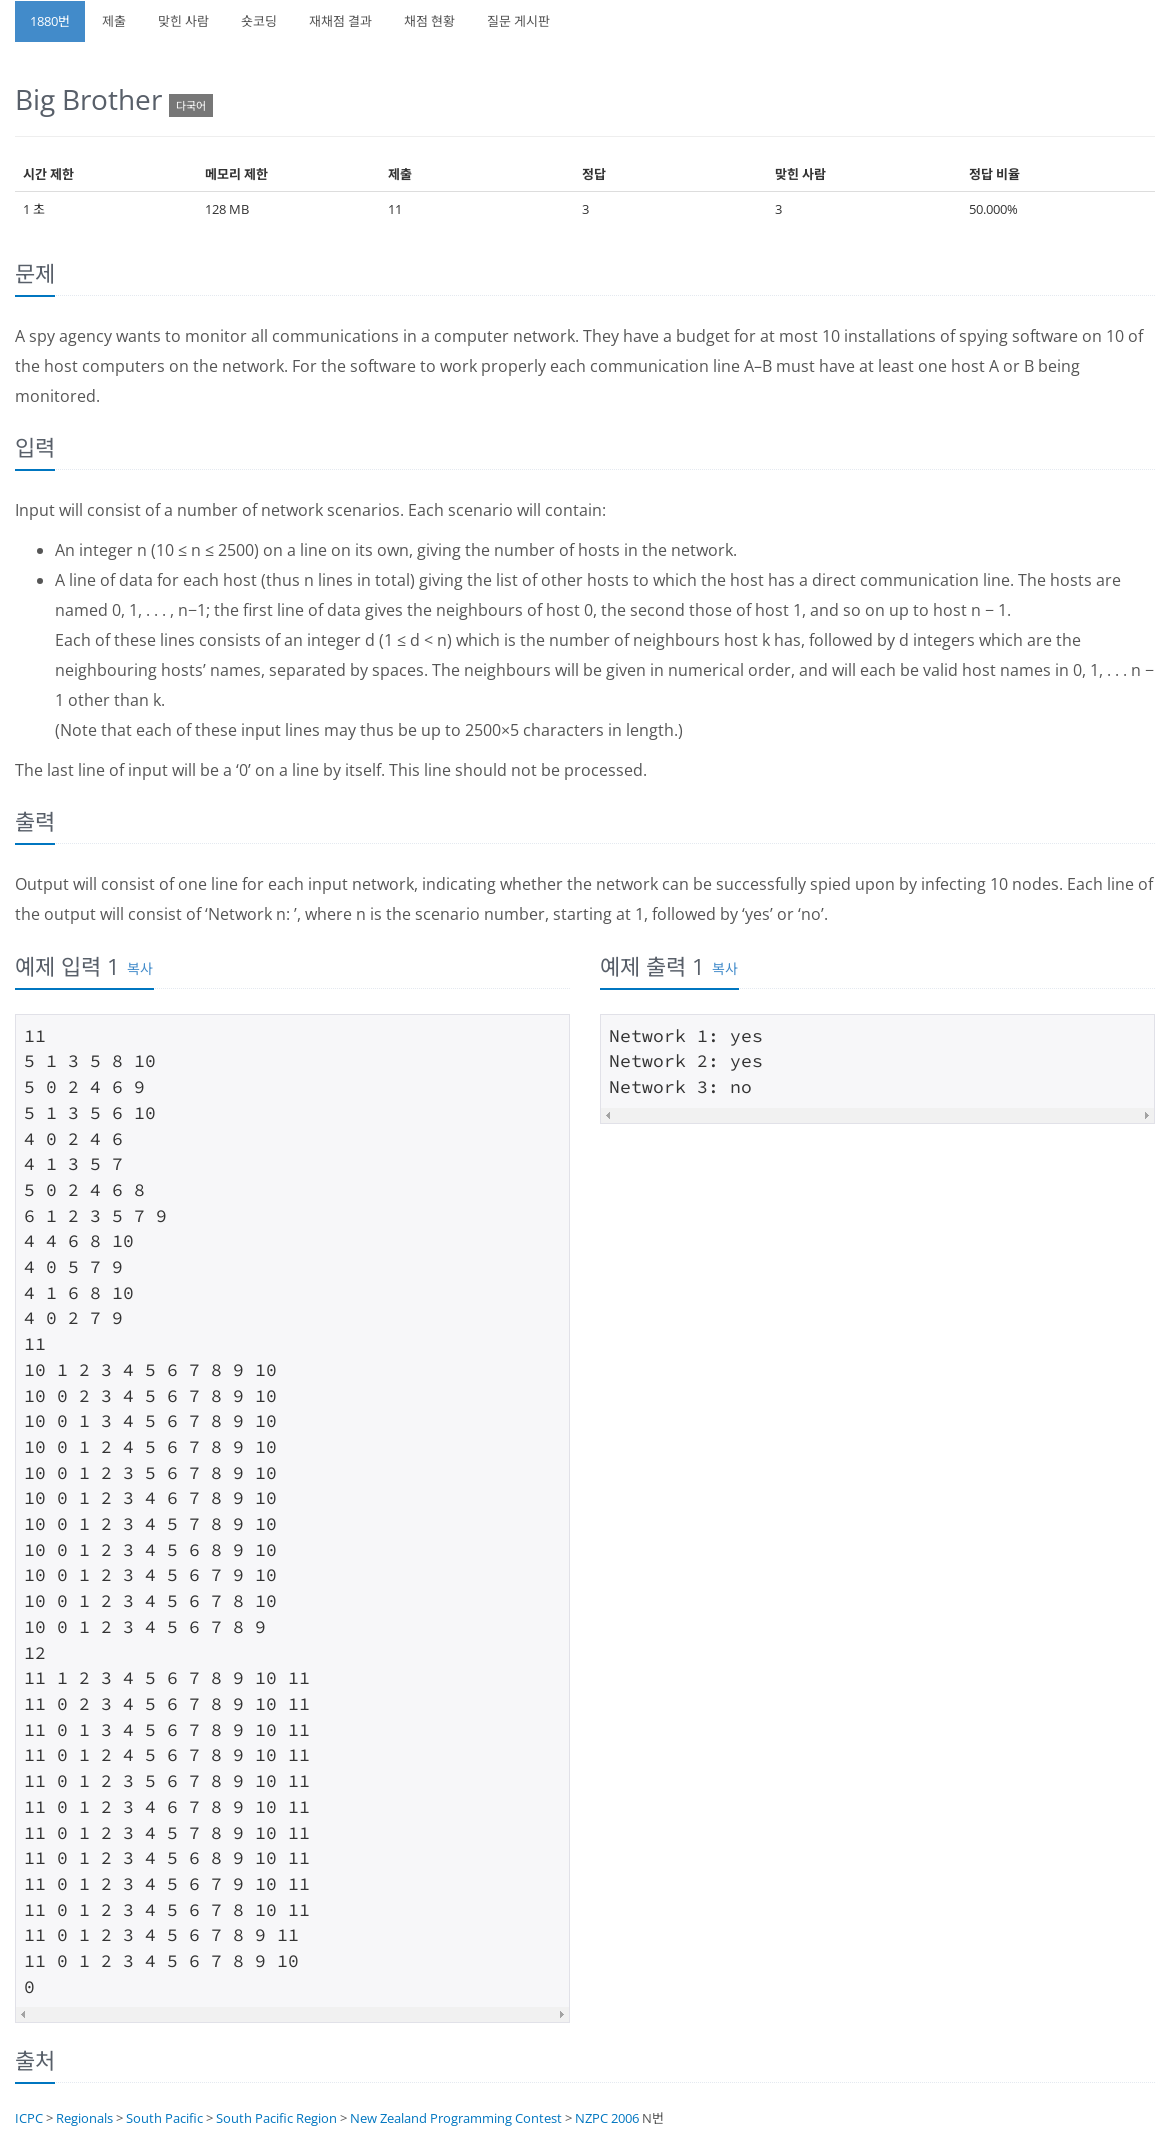 1880번 제출 맞힌 사람 숏코딩 재채점 결과 채점 현황 질문 게시판
Big Brother 다국어
시간 제한 메모리 제한 제출 정답 맞힌 사람 정답 비율
1 초 128 MB 11 3 3 50.000%
문제
A spy agency wants to monitor all communications in a computer network. They have a budget for at most 10 installations of spying software on 10 of
the host computers on the network. For the software to work properly each communication line A–B must have at least one host A or B being
monitored.
입력
Input will consist of a number of network scenarios. Each scenario will contain:
• An integer n (10 ≤ n ≤ 2500) on a line on its own, giving the number of hosts in the network.
• A line of data for each host (thus n lines in total) giving the list of other hosts to which the host has a direct communication line. The hosts are
named 0, 1, . . . , n−1; the first line of data gives the neighbours of host 0, the second those of host 1, and so on up to host n − 1.
Each of these lines consists of an integer d (1 ≤ d < n) which is the number of neighbours host k has, followed by d integers which are the
neighbouring hosts’ names, separated by spaces. The neighbours will be given in numerical order, and will each be valid host names in 0, 1, . . . n −
1 other than k.
(Note that each of these input lines may thus be up to 2500×5 characters in length.)
The last line of input will be a ‘0’ on a line by itself. This line should not be processed.
출력
Output will consist of one line for each input network, indicating whether the network can be successfully spied upon by infecting 10 nodes. Each line of
the output will consist of ‘Network n: ’, where n is the scenario number, starting at 1, followed by ‘yes’ or ‘no’.
예제 입력 1 복사
11
5 1 3 5 8 10
5 0 2 4 6 9
5 1 3 5 6 10
4 0 2 4 6
4 1 3 5 7
5 0 2 4 6 8
6 1 2 3 5 7 9
4 4 6 8 10
4 0 5 7 9
4 1 6 8 10
4 0 2 7 9
11
10 1 2 3 4 5 6 7 8 9 10
10 0 2 3 4 5 6 7 8 9 10
10 0 1 3 4 5 6 7 8 9 10
10 0 1 2 4 5 6 7 8 9 10
10 0 1 2 3 5 6 7 8 9 10
10 0 1 2 3 4 6 7 8 9 10
10 0 1 2 3 4 5 7 8 9 10
10 0 1 2 3 4 5 6 8 9 10
10 0 1 2 3 4 5 6 7 9 10
10 0 1 2 3 4 5 6 7 8 10
10 0 1 2 3 4 5 6 7 8 9
12
11 1 2 3 4 5 6 7 8 9 10 11
11 0 2 3 4 5 6 7 8 9 10 11
11 0 1 3 4 5 6 7 8 9 10 11
11 0 1 2 4 5 6 7 8 9 10 11
11 0 1 2 3 5 6 7 8 9 10 11
11 0 1 2 3 4 6 7 8 9 10 11
11 0 1 2 3 4 5 7 8 9 10 11
11 0 1 2 3 4 5 6 8 9 10 11
11 0 1 2 3 4 5 6 7 9 10 11
11 0 1 2 3 4 5 6 7 8 10 11
11 0 1 2 3 4 5 6 7 8 9 11
11 0 1 2 3 4 5 6 7 8 9 10
0
예제 출력 1 복사
Network 1: yes
Network 2: yes
Network 3: no
출처
ICPC > Regionals > South Pacific > South Pacific Region > New Zealand Programming Contest > NZPC 2006 N번